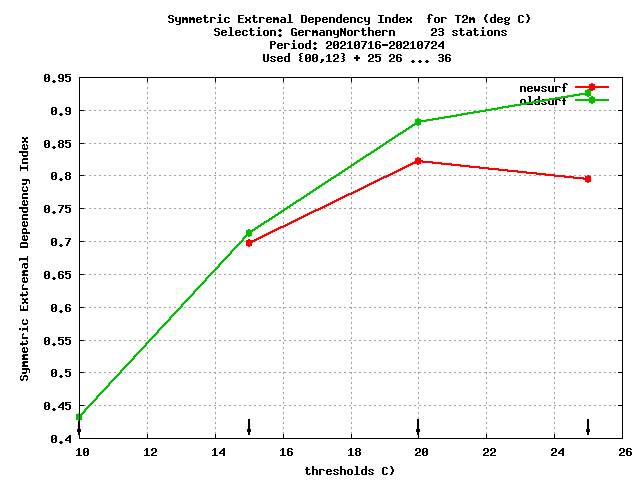 Symmetric Extremal Dependency Index  for T2m (deg C)
Selection: GermanyNorthern     23 stations
Period: 20210716-20210724
Used {00,12} + 25 26 ... 36
0.95
0.9
0.85
0.8
0.75
0.7
0.65
0.6
0.55
0.5
0.45
0.4
Symmetric Extremal Dependency Index
newsurf
oldsurf
10 12 14 16 18 20 22 24 26
thresholds C)